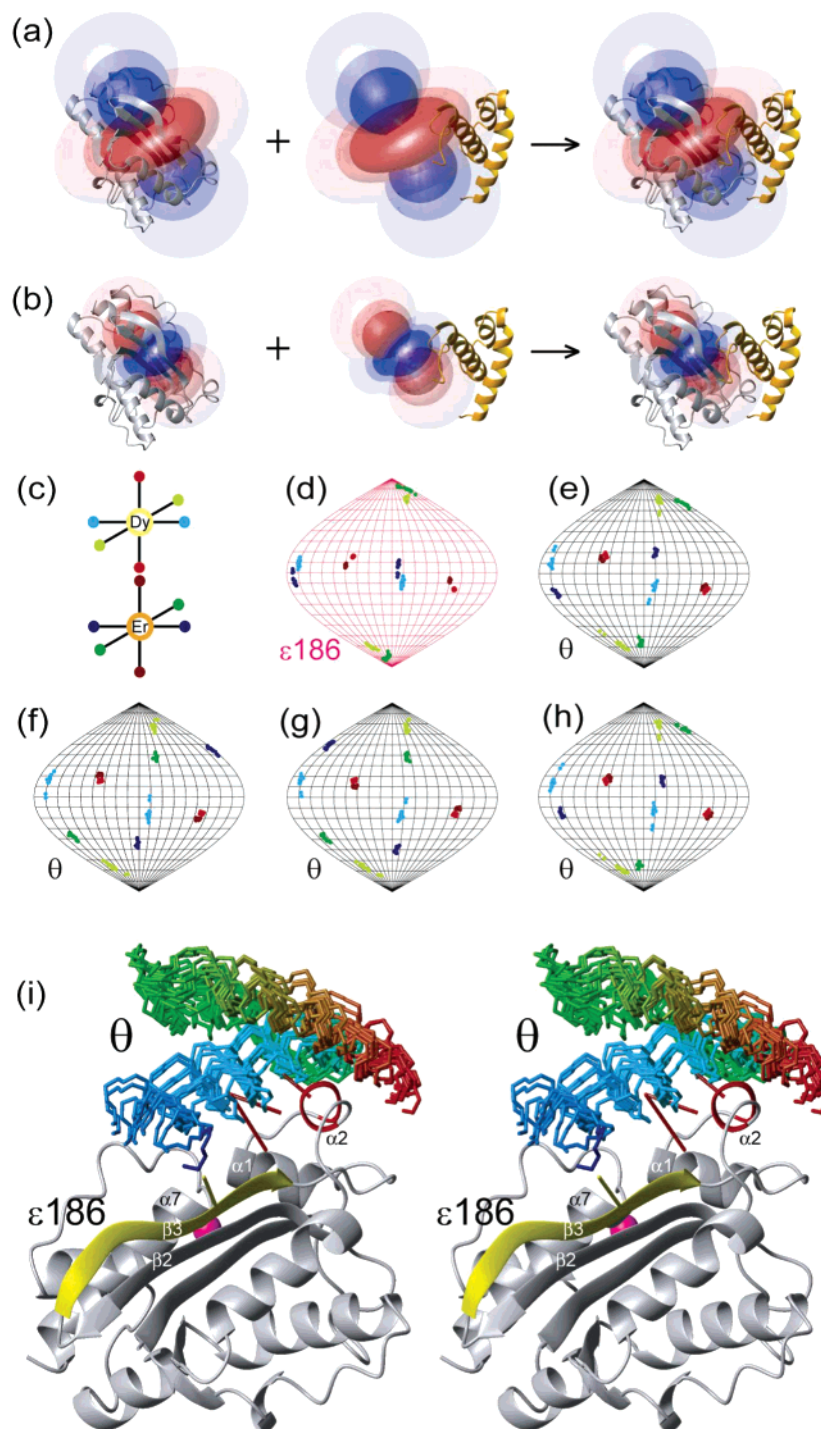 (a)
+
(b)
+
(c)
Dy
Er
(d)
ε186
(e)
θ
(f)
θ
(g)
θ
(h)
θ
(i)
θ
α2
α1
α7
ε186
β3
β2
θ
α2
α1
α7
ε186
β3
β2